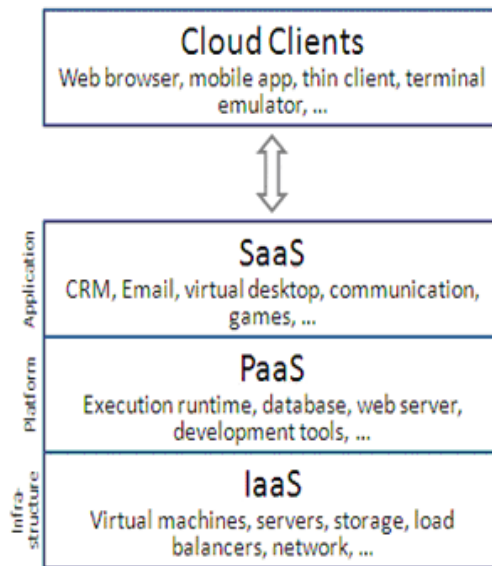 Cloud Clients
Web browser, mobile app, thin client, terminal
emulator, ...
Application
SaaS
CRM, Email, virtual desktop, communication,
games, ...
Platform
PaaS
Execution runtime, database, web server,
development tools, ...
Infra-
structure
IaaS
Virtual machines, servers, storage, load
balancers, network, ...